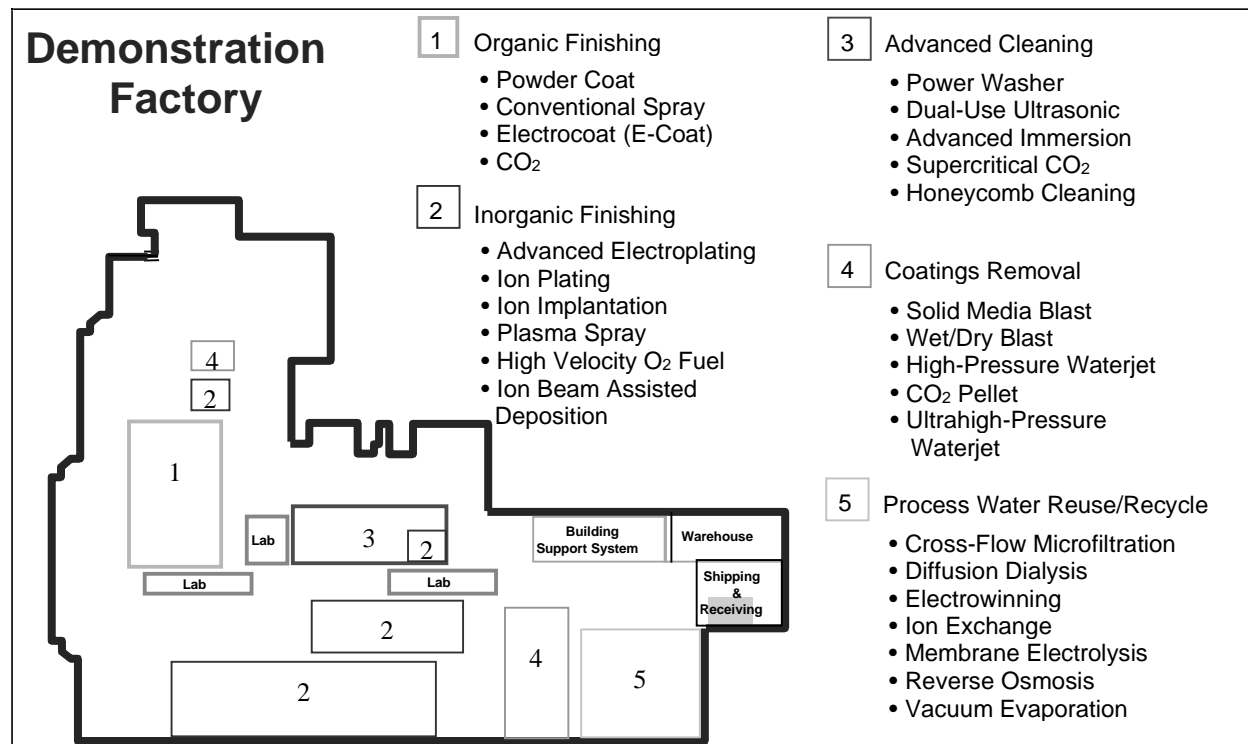 Demonstration
Factory
1 Organic Finishing
• Powder Coat
• Conventional Spray
• Electrocoat (E-Coat)
• CO₂
2 Inorganic Finishing
• Advanced Electroplating
• Ion Plating
• Ion Implantation
• Plasma Spray
• High Velocity O₂ Fuel
• Ion Beam Assisted
Deposition
3 Advanced Cleaning
• Power Washer
• Dual-Use Ultrasonic
• Advanced Immersion
• Supercritical CO₂
• Honeycomb Cleaning
4 Coatings Removal
• Solid Media Blast
• Wet/Dry Blast
• High-Pressure Waterjet
• CO₂ Pellet
• Ultrahigh-Pressure
Waterjet
5 Process Water Reuse/Recycle
• Cross-Flow Microfiltration
• Diffusion Dialysis
• Electrowinning
• Ion Exchange
• Membrane Electrolysis
• Reverse Osmosis
• Vacuum Evaporation
4
2
1
Lab
3
2
Building
Support System
Warehouse
Lab
Lab
Shipping
&
Receiving
2
4
5
2